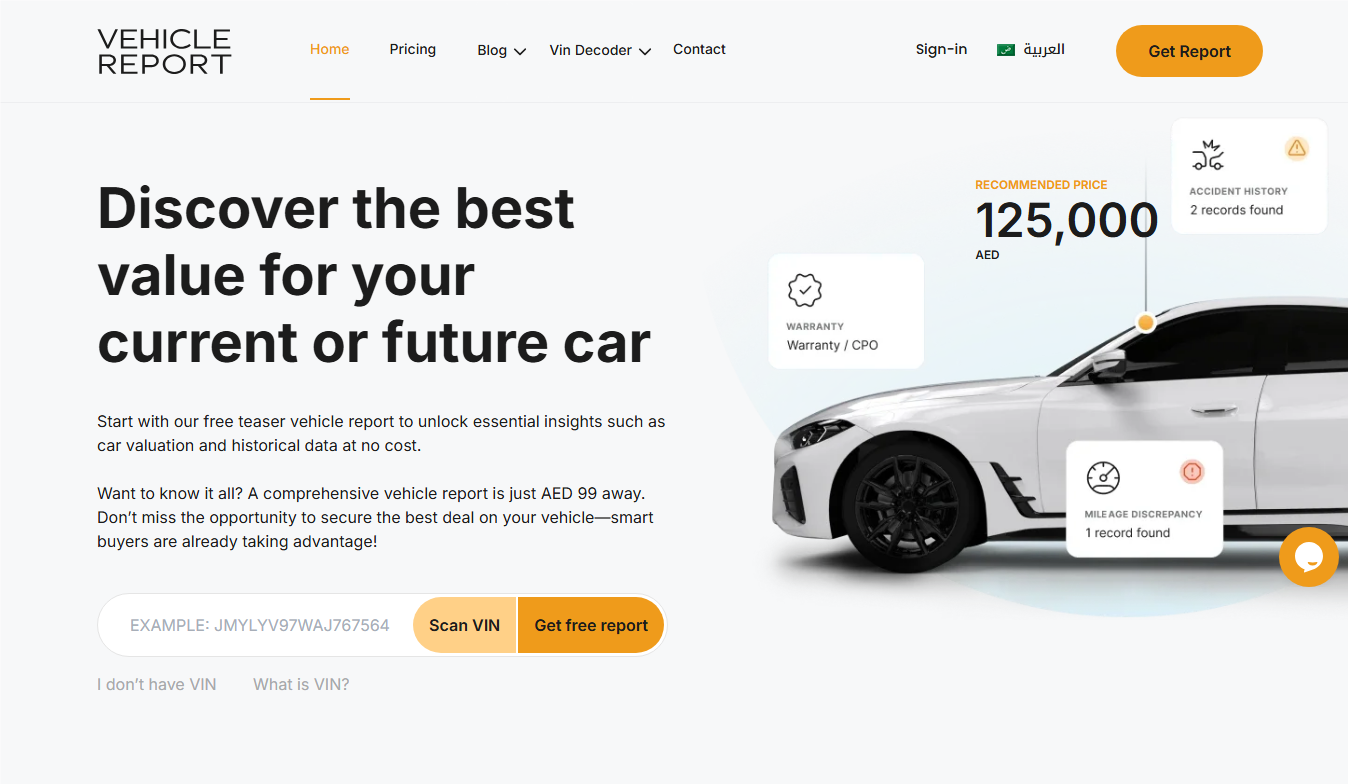 VEHICLE
REPORT
Home
Pricing
Blog
Vin Decoder
Contact
Sign-in
العربية
Get Report
Discover the best
value for your
current or future car
Start with our free teaser vehicle report to unlock essential insights such as
car valuation and historical data at no cost.
Want to know it all? A comprehensive vehicle report is just AED 99 away.
Don’t miss the opportunity to secure the best deal on your vehicle—smart
buyers are already taking advantage!
EXAMPLE: JMYLYV97WAJ767564
Scan VIN
Get free report
I don’t have VIN
What is VIN?
RECOMMENDED PRICE
125,000
AED
ACCIDENT HISTORY
2 records found
WARRANTY
Warranty / CPO
MILEAGE DISCREPANCY
1 record found